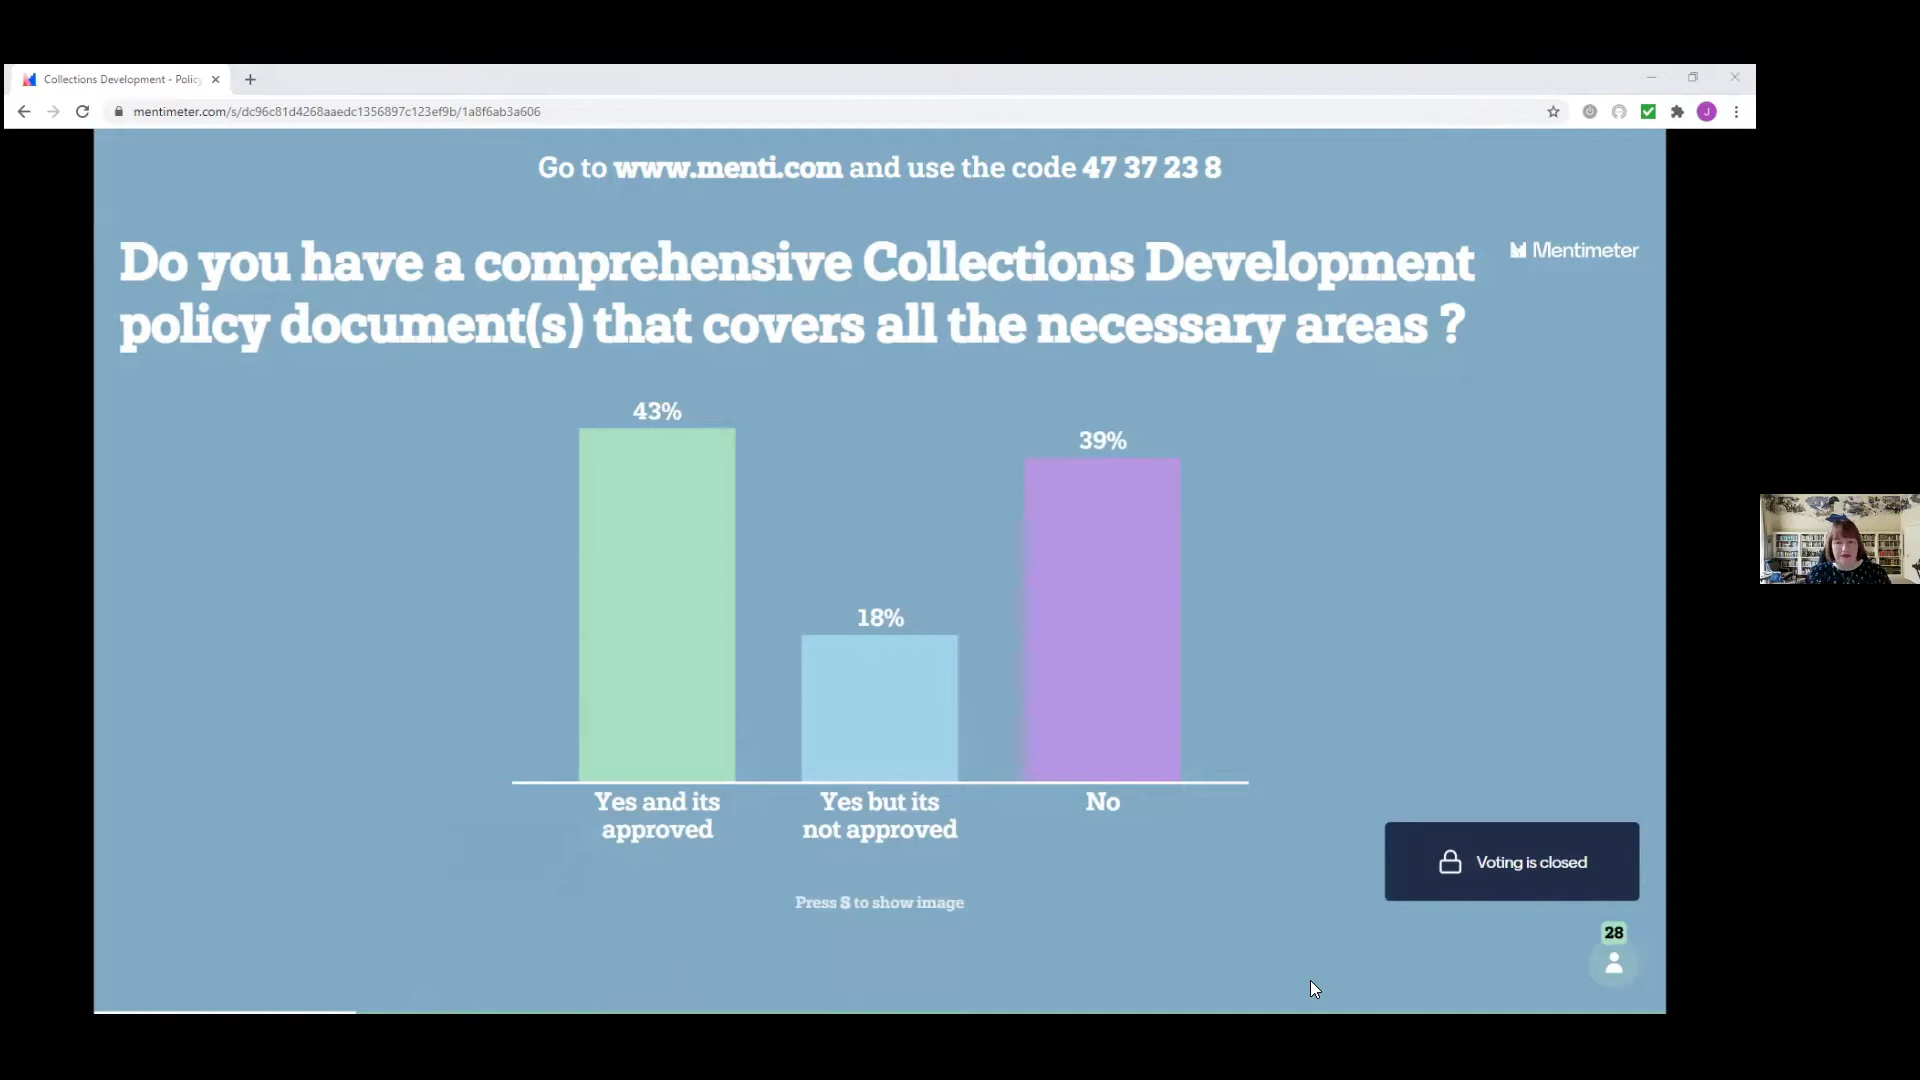 Collections Development - Policy
mentimeter.com/s/dc96c81d4268aaedc1356897c123ef9b/1a8f6ab3a606
J
Go to www.menti.com and use the code 47 37 23 8
Do you have a comprehensive Collections Development
policy document(s) that covers all the necessary areas ?
Mentimeter
43%
18%
39%
Yes and its
approved
Yes but its
not approved
No
Press S to show image
Voting is closed
28